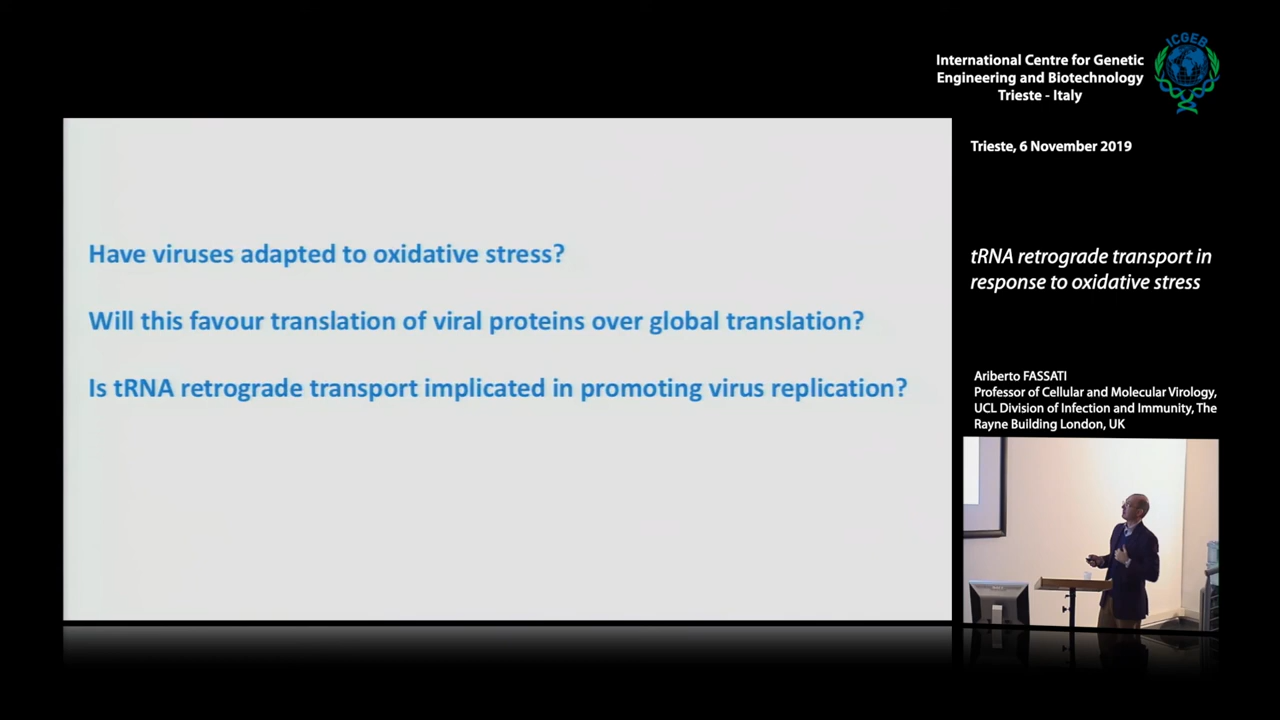 ICGEB
International Centre for Genetic
Engineering and Biotechnology
Trieste - Italy
Trieste, 6 November 2019
Have viruses adapted to oxidative stress?
Will this favour translation of viral proteins over global translation?
Is tRNA retrograde transport implicated in promoting virus replication?
tRNA retrograde transport in
response to oxidative stress
Ariberto FASSATI
Professor of Cellular and Molecular Virology,
UCL Division of Infection and Immunity, The
Rayne Building London, UK